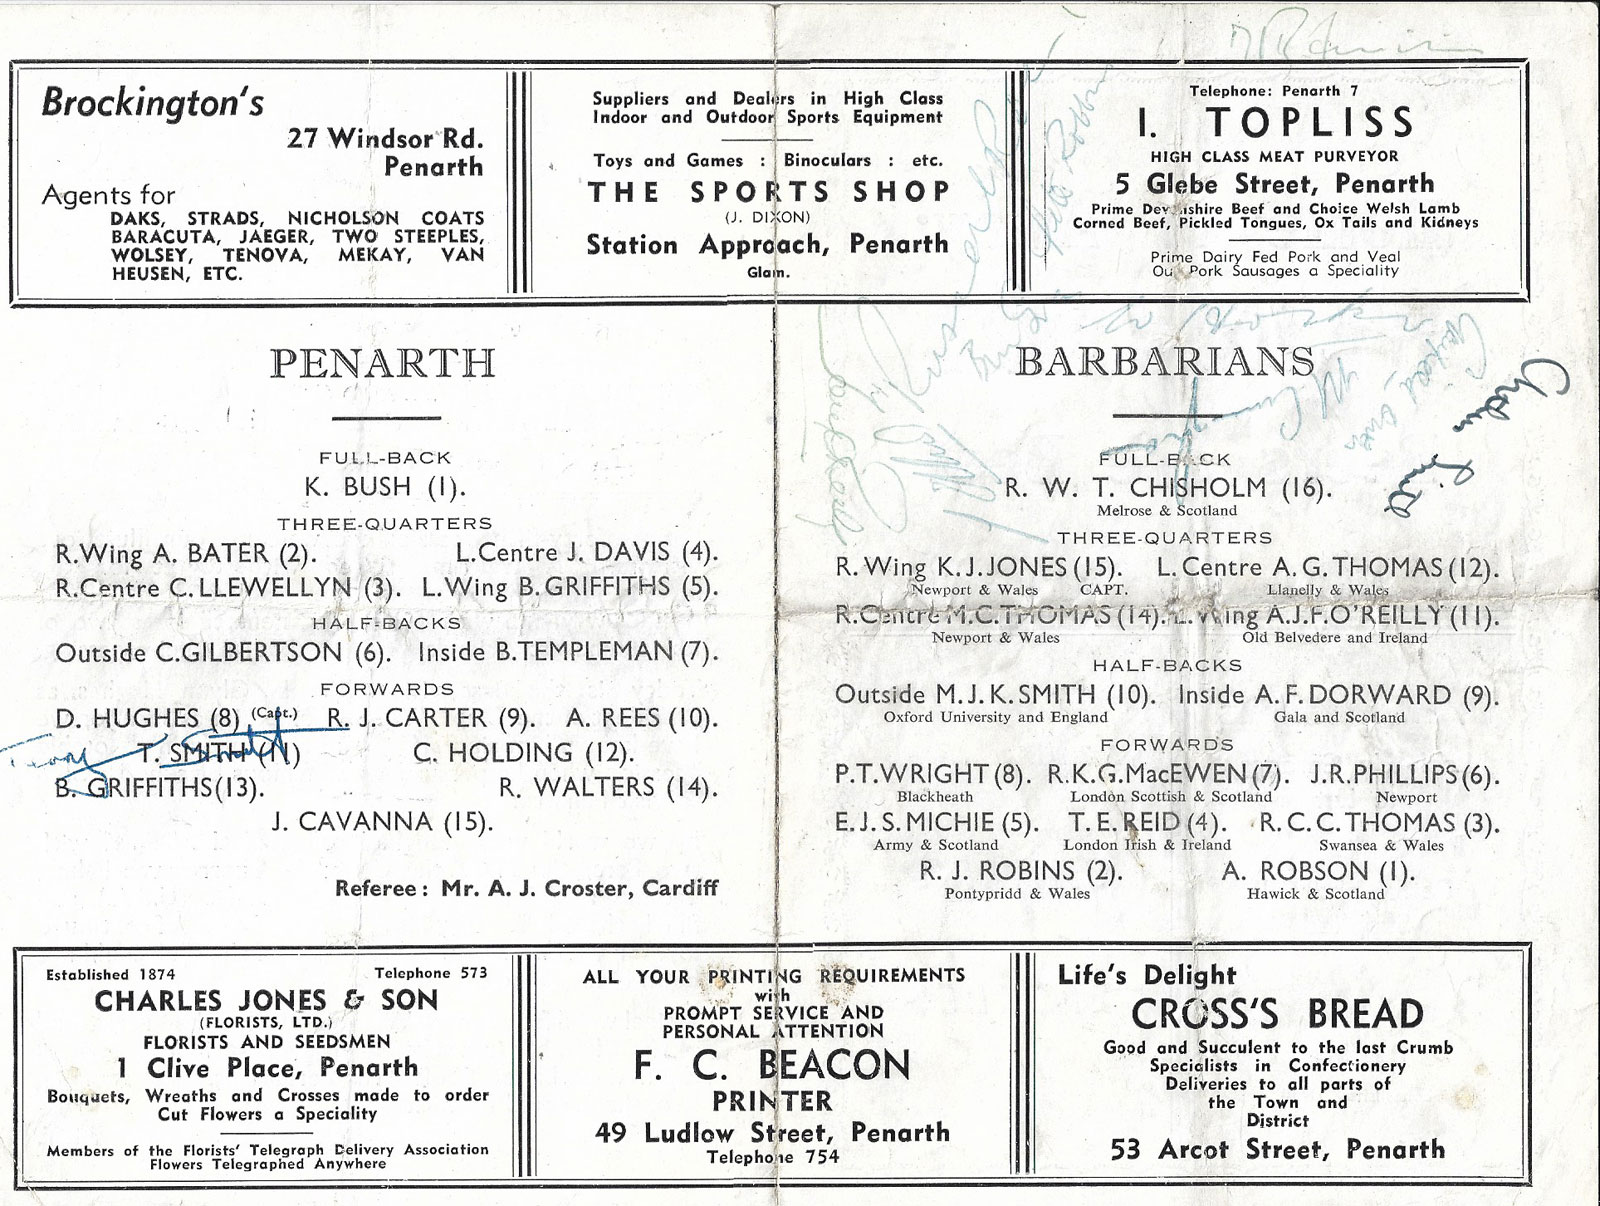 Brockington's
27 Windsor Rd.
Penarth
Agents for
DAKS, STRADS, NICHOLSON COATS
BARACUTA, JAEGER, TWO STEEPLES,
WOLSEY, TENOVA, MEKAY, VAN
HEUSEN, ETC.
Suppliers and Dealers in High Class
Indoor and Outdoor Sports Equipment
Toys and Games : Binoculars : etc.
THE SPORTS SHOP
(J. DIXON)
Station Approach, Penarth
Glam.
Telephone: Penarth 7
I. TOPLISS
HIGH CLASS MEAT PURVEYOR
5 Glebe Street, Penarth
Prime Devonshire Beef and Choice Welsh Lamb
Corned Beef, Pickled Tongues, Ox Tails and Kidneys
Prime Dairy Fed Pork and Veal
Our Pork Sausages a Speciality
PENARTH
FULL-BACK
K. BUSH (1).
THREE-QUARTERS
R.Wing A. BATER (2). L.Centre J. DAVIS (4).
R.Centre C. LLEWELLYN (3). L.Wing B. GRIFFITHS (5).
HALF-BACKS
Outside C. GILBERTSON (6). Inside B. TEMPLEMAN (7).
FORWARDS
D. HUGHES (8) (Capt.) R. J. CARTER (9). A. REES (10).
T. SMITH (11) C. HOLDING (12).
Terry Smith
B. GRIFFITHS (13). R. WALTERS (14).
J. CAVANNA (15).
Referee: Mr. A. J. Croster, Cardiff
BARBARIANS
FULL-BACK
R. W. T. CHISHOLM (16).
Melrose & Scotland
THREE-QUARTERS
R. Wing K. J. JONES (15). L. Centre A. G. THOMAS (12).
Newport & Wales CAPT. Llanelly & Wales
R. Centre M. C. THOMAS (14). L. Wing A. J. F. O'REILLY (11).
Newport & Wales Old Belvedere and Ireland
HALF-BACKS
Outside M. J. K. SMITH (10). Inside A. F. DORWARD (9).
Oxford University and England Gala and Scotland
FORWARDS
P. T. WRIGHT (8). R. K. G. MacEWEN (7). J. R. PHILLIPS (6).
Blackheath London Scottish & Scotland Newport
E. J. S. MICHIE (5). T. E. REID (4). R. C. C. THOMAS (3).
Army & Scotland London Irish & Ireland Swansea & Wales
R. J. ROBINS (2). A. ROBSON (1).
Pontypridd & Wales Hawick & Scotland
Established 1874 Telephone 573
CHARLES JONES & SON
(FLORISTS, LTD.)
FLORISTS AND SEEDSMEN
1 Clive Place, Penarth
Bouquets, Wreaths and Crosses made to order
Cut Flowers a Speciality
Members of the Florists' Telegraph Delivery Association
Flowers Telegraphed Anywhere
ALL YOUR PRINTING REQUIREMENTS
with
PROMPT SERVICE AND
PERSONAL ATTENTION
F. C. BEACON
PRINTER
49 Ludlow Street, Penarth
Telephone 754
Life's Delight
CROSS'S BREAD
Good and Succulent to the last Crumb
Specialists in Confectionery
Deliveries to all parts of
the Town and
District
53 Arcot Street, Penarth